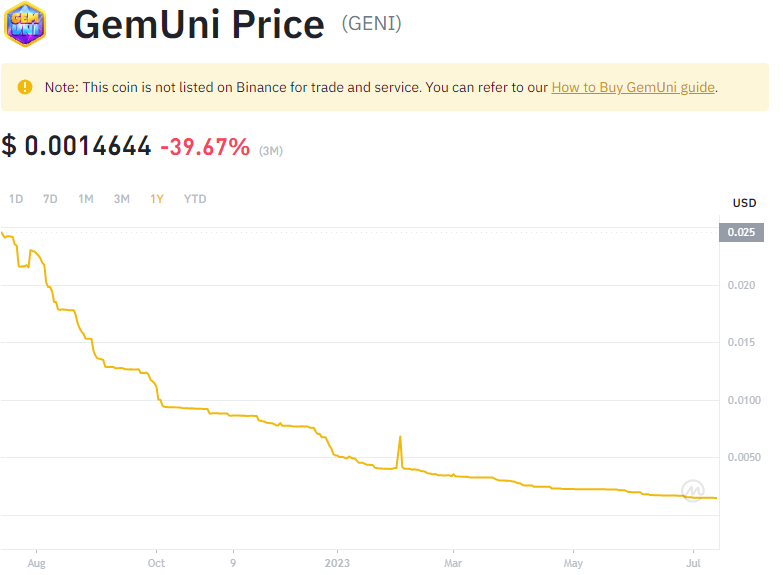 GEM
UNI
GemUni Price (GENI)
Note: This coin is not listed on Binance for trade and service. You can refer to our How to Buy GemUni guide.
$ 0.0014644 -39.67% (3M)
1D 7D 1M 3M 1Y YTD
USD
0.025
0.020
0.015
0.0100
0.0050
Aug Oct 9 2023 Mar May Jul